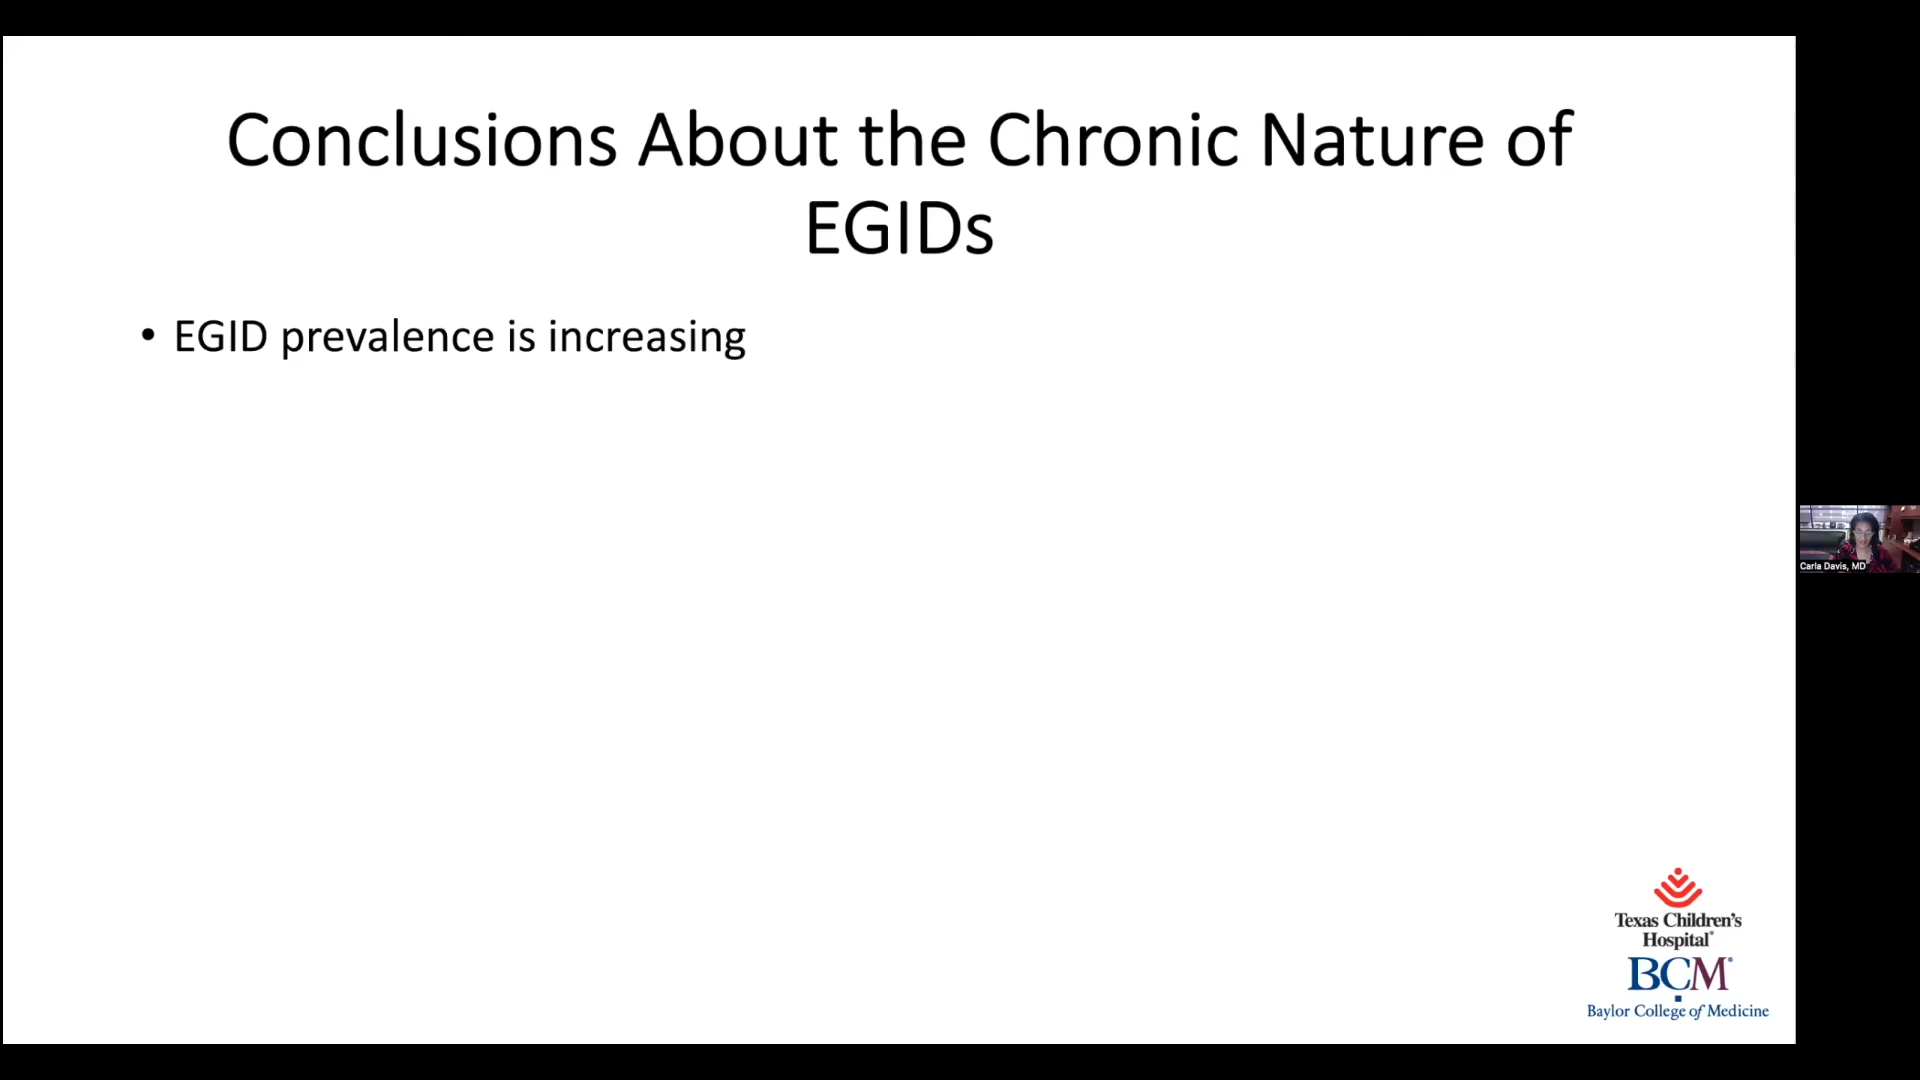 Conclusions About the Chronic Nature of
EGIDs
• EGID prevalence is increasing
Carla Davis, MD
Texas Children's
Hospital®
BCM®
Baylor College of Medicine